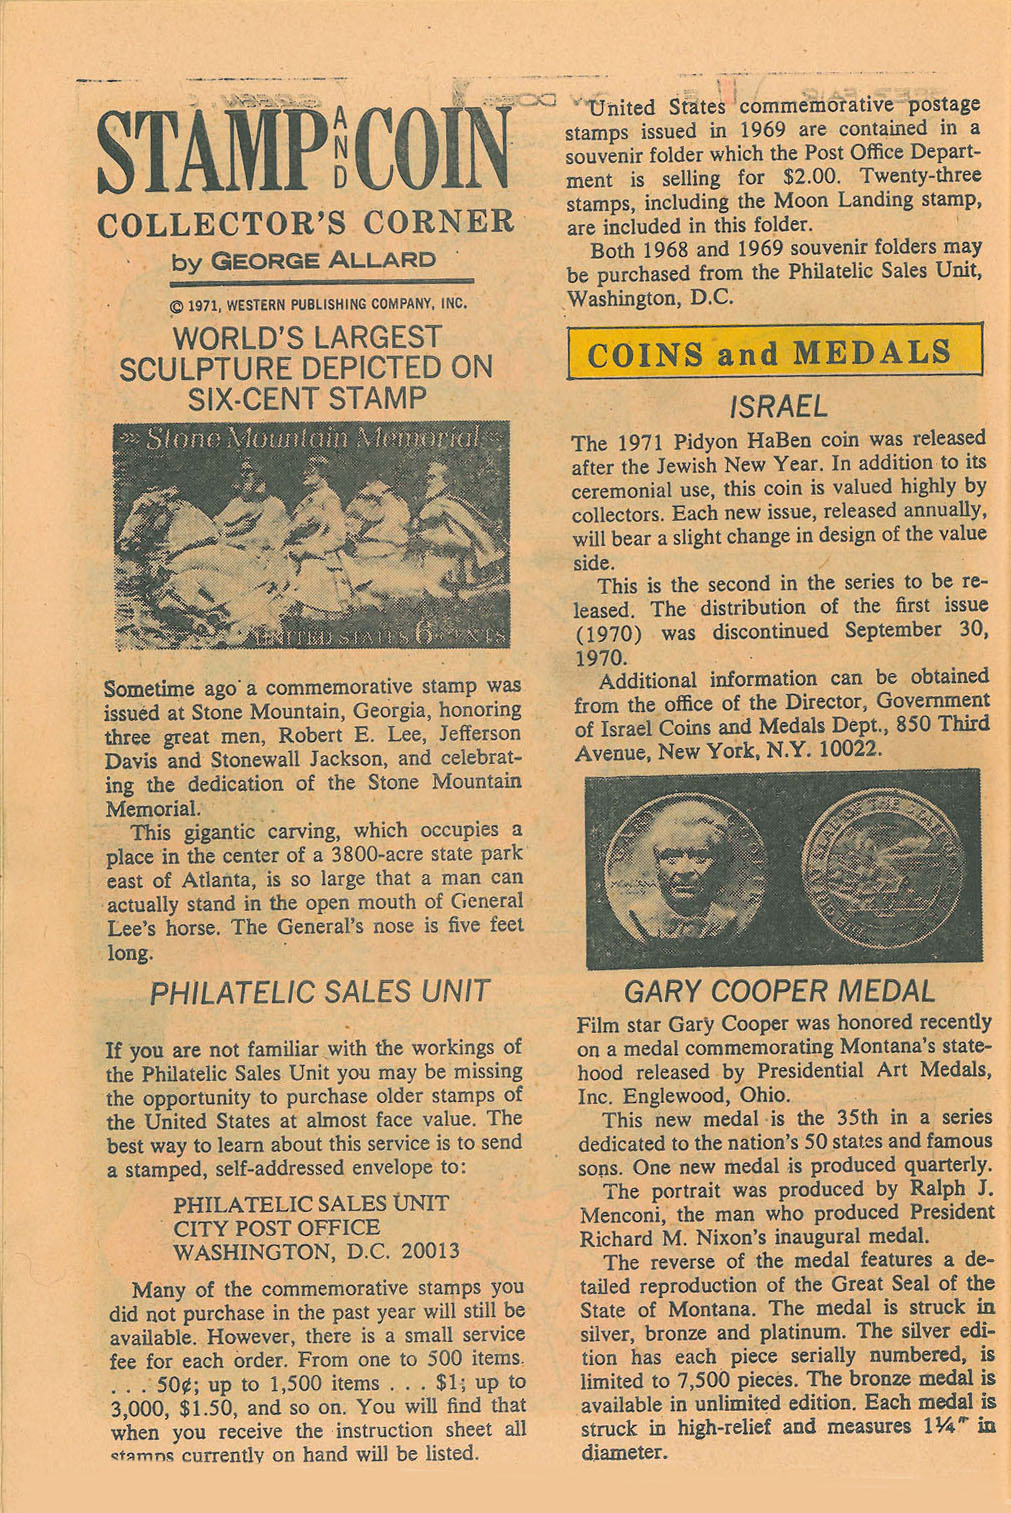 STAMP AND COIN
COLLECTOR'S CORNER
by GEORGE ALLARD
© 1971, WESTERN PUBLISHING COMPANY, INC.
WORLD'S LARGEST
SCULPTURE DEPICTED ON
SIX-CENT STAMP
Stone Mountain Memorial
UNITED STATES 6 CENTS
Sometime ago a commemorative stamp was
issued at Stone Mountain, Georgia, honoring
three great men, Robert E. Lee, Jefferson
Davis and Stonewall Jackson, and celebrat-
ing the dedication of the Stone Mountain
Memorial.
This gigantic carving, which occupies a
place in the center of a 3800-acre state park
east of Atlanta, is so large that a man can
actually stand in the open mouth of General
Lee's horse. The General's nose is five feet
long.
PHILATELIC SALES UNIT
If you are not familiar with the workings of
the Philatelic Sales Unit you may be missing
the opportunity to purchase older stamps of
the United States at almost face value. The
best way to learn about this service is to send
a stamped, self-addressed envelope to:
PHILATELIC SALES UNIT
CITY POST OFFICE
WASHINGTON, D.C. 20013
Many of the commemorative stamps you
did not purchase in the past year will still be
available. However, there is a small service
fee for each order. From one to 500 items.
. . . 50¢; up to 1,500 items . . . $1; up to
3,000, $1.50, and so on. You will find that
when you receive the instruction sheet all
stamps currently on hand will be listed.
United States commemorative postage
stamps issued in 1969 are contained in a
souvenir folder which the Post Office Depart-
ment is selling for $2.00. Twenty-three
stamps, including the Moon Landing stamp,
are included in this folder.
Both 1968 and 1969 souvenir folders may
be purchased from the Philatelic Sales Unit,
Washington, D.C.
COINS and MEDALS
ISRAEL
The 1971 Pidyon HaBen coin was released
after the Jewish New Year. In addition to its
ceremonial use, this coin is valued highly by
collectors. Each new issue, released annually,
will bear a slight change in design of the value
side.
This is the second in the series to be re-
leased. The distribution of the first issue
(1970) was discontinued September 30,
1970.
Additional information can be obtained
from the office of the Director, Government
of Israel Coins and Medals Dept., 850 Third
Avenue, New York, N.Y. 10022.
MONTANA
SEAL OF THE STATE OF
GARY COOPER MEDAL
Film star Gary Cooper was honored recently
on a medal commemorating Montana's state-
hood released by Presidential Art Medals,
Inc. Englewood, Ohio.
This new medal is the 35th in a series
dedicated to the nation's 50 states and famous
sons. One new medal is produced quarterly.
The portrait was produced by Ralph J.
Menconi, the man who produced President
Richard M. Nixon's inaugural medal.
The reverse of the medal features a de-
tailed reproduction of the Great Seal of the
State of Montana. The medal is struck in
silver, bronze and platinum. The silver edi-
tion has each piece serially numbered, is
limited to 7,500 pieces. The bronze medal is
available in unlimited edition. Each medal is
struck in high-relief and measures 1¼" in
diameter.